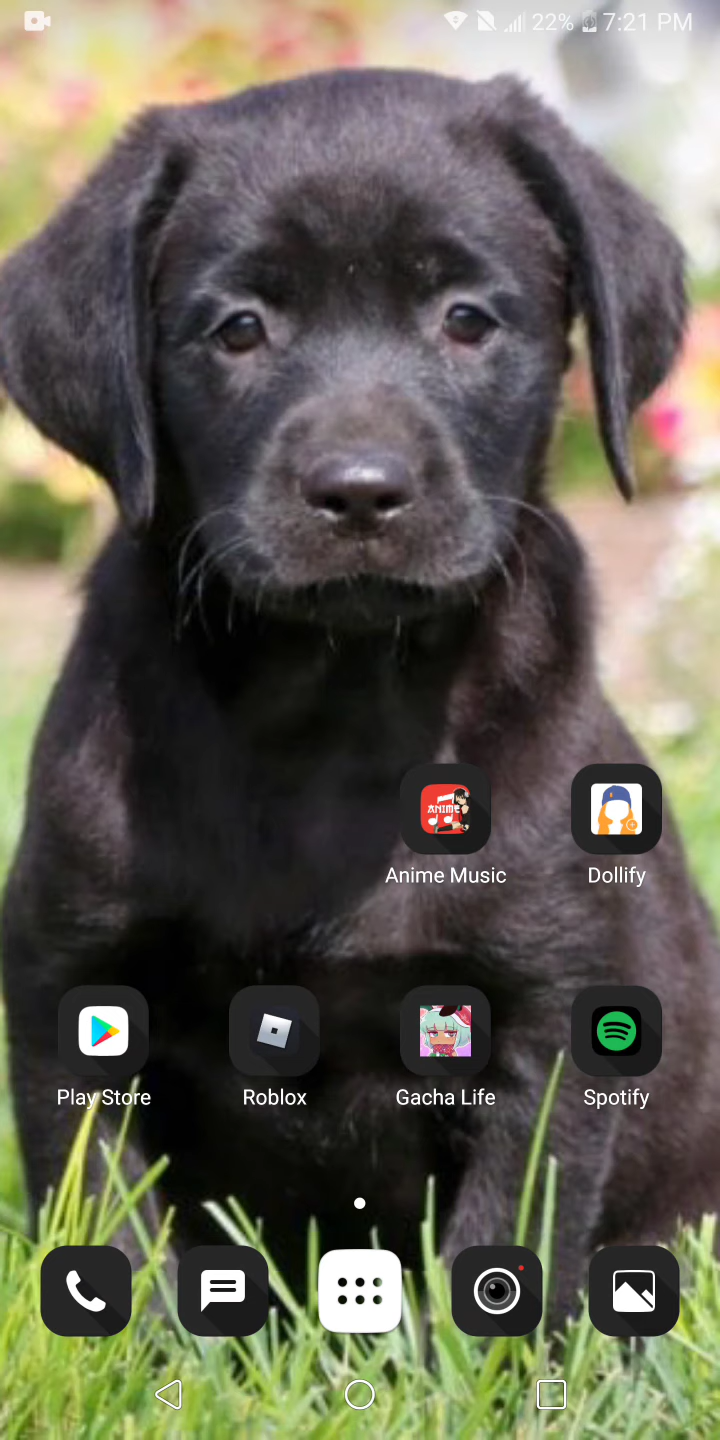 22% 7:21 PM
ANIME
Anime Music
Dollify
Play Store
Roblox
Gacha Life
Spotify